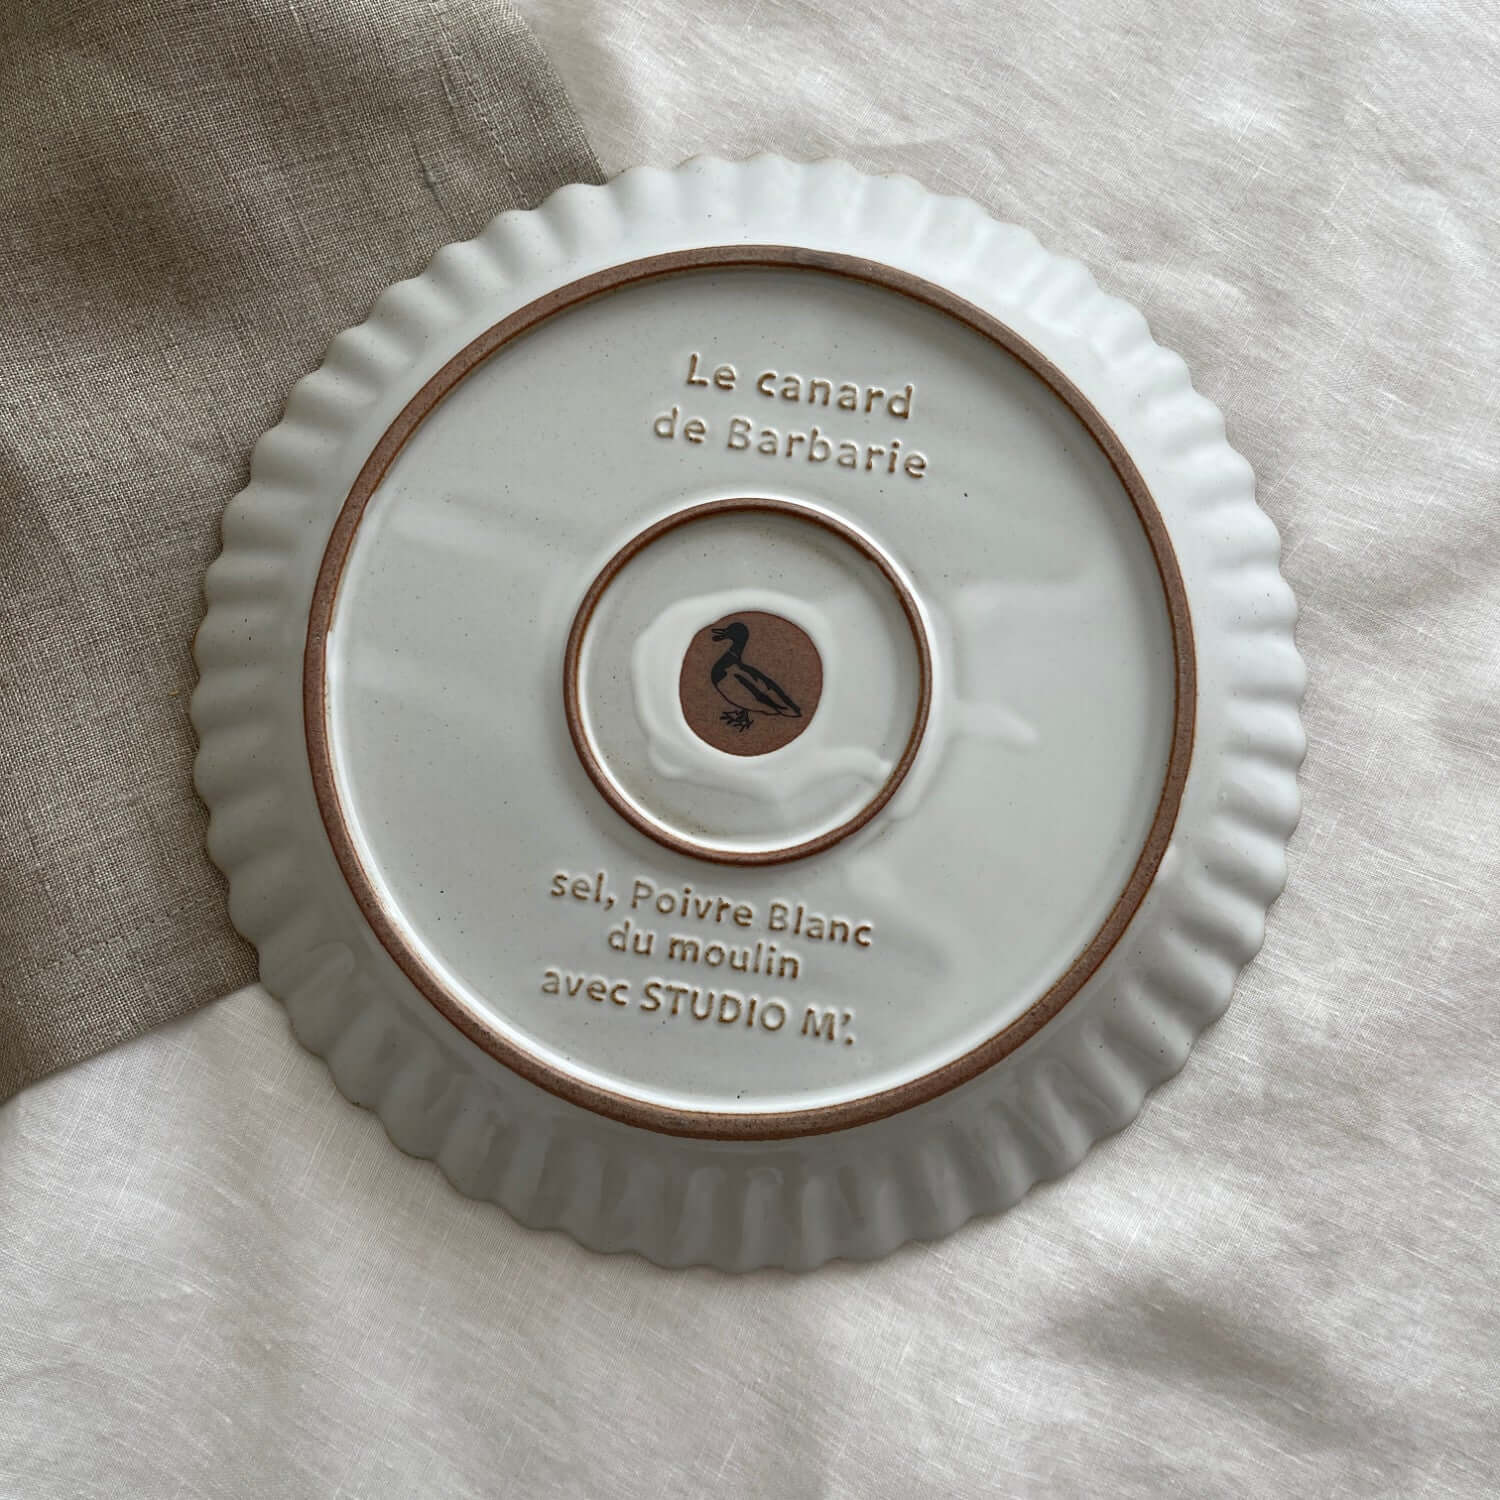 Le canard
de Barbarie
sel, Poivre Blanc
du moulin
avec STUDIO M'.